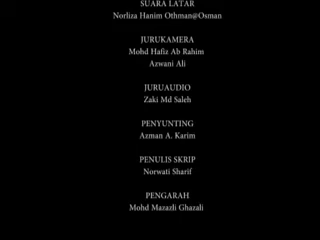 SUARA LATAR
Norliza Hanim Othman@Osman
JURUKAMERA
Mohd Hafiz Ab Rahim
Azwani Ali
JURUAUDIO
Zaki Md Saleh
PENYUNTING
Azman A. Karim
PENULIS SKRIP
Norwati Sharif
PENGARAH
Mohd Mazazli Ghazali